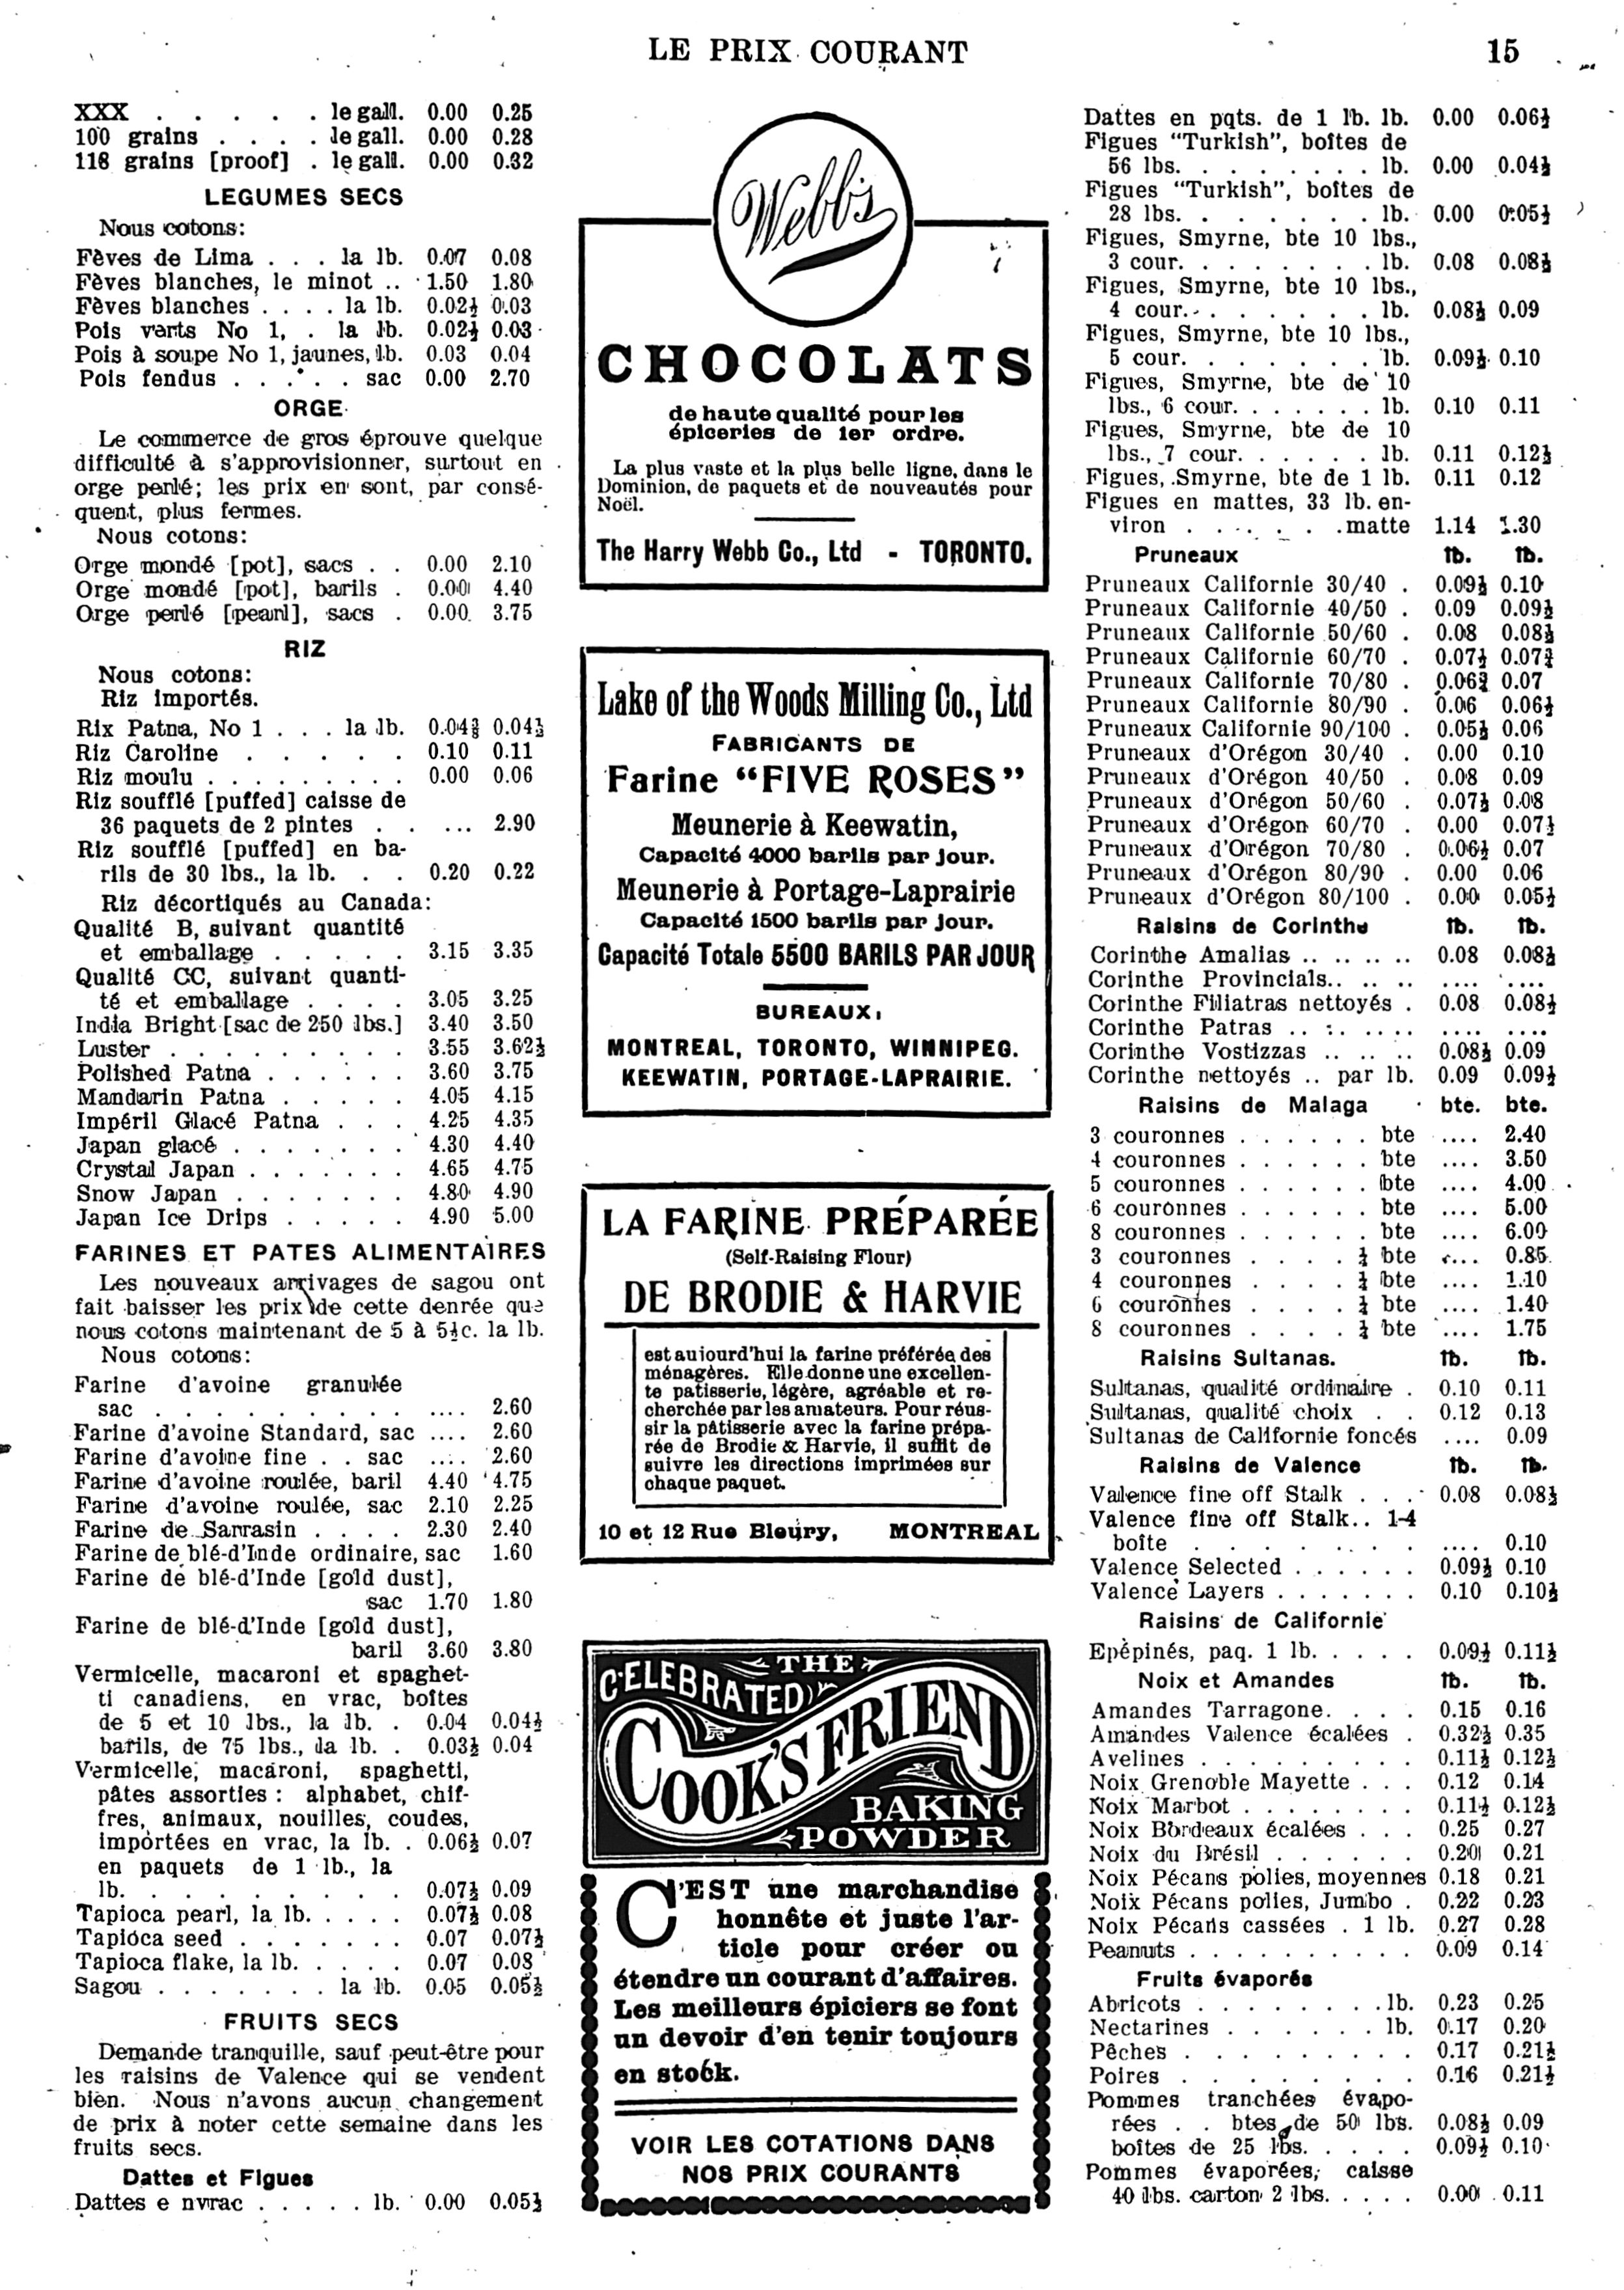 LE PRIX COURANT 15
XXX . . . . . le gall. 0.00 0.25
100 grains . . . . le gall. 0.00 0.28
118 grains [proof] . le gall. 0.00 0.32
LEGUMES SECS
Nous cotons:
Fèves de Lima . . . la lb. 0.07 0.08
Fèves blanches, le minot .. 1.50 1.80
Fèves blanches . . . . la lb. 0.02½ 0.03
Pois verts No 1, . la lb. 0.02½ 0.03
Pois à soupe No 1, jaunes, lb. 0.03 0.04
Pois fendus . . . . . sac 0.00 2.70
ORGE
Le commerce de gros éprouve quelque
difficulté à s'approvisionner, surtout en
orge perlé; les prix en sont, par consé-
quent, plus fermes.
Nous cotons:
Orge mondé [pot], sacs . . 0.00 2.10
Orge mondé [pot], barils . 0.00 4.40
Orge perlé [pearl], sacs . 0.00 3.75
RIZ
Nous cotons:
Riz importés.
Rix Patna, No 1 . . . la lb. 0.04⅜ 0.04½
Riz Caroline . . . . . 0.10 0.11
Riz moulu . . . . . . . . . 0.00 0.06
Riz soufflé [puffed] caisse de
36 paquets de 2 pintes . . ... 2.90
Riz soufflé [puffed] en ba-
rils de 30 lbs., la lb. . . 0.20 0.22
Riz décortiqués au Canada:
Qualité B, suivant quantité
et emballage . . . . . 3.15 3.35
Qualité CC, suivant quanti-
té et emballage . . . . 3.05 3.25
India Bright [sac de 250 lbs.] 3.40 3.50
Luster . . . . . . . . . 3.55 3.62½
Polished Patna . . . . . . 3.60 3.75
Mandarin Patna . . . . . 4.05 4.15
Impéril Glacé Patna . . . 4.25 4.35
Japan glacé . . . . . . . 4.30 4.40
Crystal Japan . . . . . . . 4.65 4.75
Snow Japan . . . . . . . 4.80 4.90
Japan Ice Drips . . . . . 4.90 5.00
FARINES ET PATES ALIMENTAIRES
Les nouveaux arrivages de sagou ont
fait baisser les prix de cette denrée que
nous cotons maintenant de 5 à 5½c. la lb.
Nous cotons:
Farine d'avoine granulée
sac . . . . . . . . . .... 2.60
Farine d'avoine Standard, sac .... 2.60
Farine d'avoine fine . . sac .... 2.60
Farine d'avoine roulée, baril 4.40 4.75
Farine d'avoine roulée, sac 2.10 2.25
Farine de Sarrasin . . . . 2.30 2.40
Farine de blé-d'Inde ordinaire, sac 1.60
Farine de blé-d'Inde [gold dust],
sac 1.70 1.80
Farine de blé-d'Inde [gold dust],
baril 3.60 3.80
Vermicelle, macaroni et spaghet-
ti canadiens, en vrac, boîtes
de 5 et 10 lbs., la lb. . 0.04 0.04½
barils, de 75 lbs., la lb. . 0.03½ 0.04
Vermicelle, macaroni, spaghetti,
pâtes assorties : alphabet, chif-
fres, animaux, nouilles, coudes,
importées en vrac, la lb. . 0.06½ 0.07
en paquets de 1 lb., la
lb. . . . . . . . . . 0.07½ 0.09
Tapioca pearl, la lb. . . . . 0.07½ 0.08
Tapioca seed . . . . . . . 0.07 0.07½
Tapioca flake, la lb. . . . . 0.07 0.08
Sagou . . . . . . . la lb. 0.05 0.05½
FRUITS SECS
Demande tranquille, sauf peut-être pour
les raisins de Valence qui se vendent
bien. Nous n'avons aucun changement
de prix à noter cette semaine dans les
fruits secs.
Dattes et Figues
Dattes e nvrac . . . . . lb. 0.00 0.05½
Webb's
CHOCOLATS
de haute qualité pour les
épiceries de 1er ordre.
La plus vaste et la plus belle ligne, dans le
Dominion, de paquets et de nouveautés pour
Noël.
The Harry Webb Co., Ltd - TORONTO.
Lake of the Woods Milling Co., Ltd
FABRICANTS DE
Farine "FIVE ROSES"
Meunerie à Keewatin,
Capacité 4000 barils par jour.
Meunerie à Portage-Laprairie
Capacité 1500 barils par jour.
Capacité Totale 5500 BARILS PAR JOUR
BUREAUX:
MONTREAL, TORONTO, WINNIPEG.
KEEWATIN, PORTAGE-LAPRAIRIE.
LA FARINE PRÉPARÉE
(Self-Raising Flour)
DE BRODIE & HARVIE
est aujourd'hui la farine préférée des
ménagères. Elle donne une excellen-
te patisserie, légère, agréable et re-
cherchée par les amateurs. Pour réus-
sir la pâtisserie avec la farine prépa-
rée de Brodie & Harvie, il suffit de
suivre les directions imprimées sur
chaque paquet.
10 et 12 Rue Bleury, MONTREAL
THE
CELEBRATED
COOK'S FRIEND
BAKING
POWDER
C'EST une marchandise
honnête et juste l'ar-
ticle pour créer ou
étendre un courant d'affaires.
Les meilleurs épiciers se font
un devoir d'en tenir toujours
en stock.
VOIR LES COTATIONS DANS
NOS PRIX COURANTS
Dattes en pqts. de 1 lb. lb. 0.00 0.06½
Figues "Turkish", boîtes de
56 lbs. . . . . . . . lb. 0.00 0.04½
Figues "Turkish", boîtes de
28 lbs. . . . . . . . lb. 0.00 0.05½
Figues, Smyrne, bte 10 lbs.,
3 cour. . . . . . . . lb. 0.08 0.08½
Figues, Smyrne, bte 10 lbs.,
4 cour. . . . . . . . lb. 0.08½ 0.09
Figues, Smyrne, bte 10 lbs.,
5 cour. . . . . . . . lb. 0.09½ 0.10
Figues, Smyrne, bte de 10
lbs., 6 cour. . . . . . . lb. 0.10 0.11
Figues, Smyrne, bte de 10
lbs., 7 cour. . . . . . . lb. 0.11 0.12½
Figues, Smyrne, bte de 1 lb. 0.11 0.12
Figues en mattes, 33 lb. en-
viron . . . . . . . matte 1.14 1.30
Pruneaux lb. lb.
Pruneaux Californie 30/40 . 0.09½ 0.10
Pruneaux Californie 40/50 . 0.09 0.09½
Pruneaux Californie 50/60 . 0.08 0.08½
Pruneaux Californie 60/70 . 0.07½ 0.07¾
Pruneaux Californie 70/80 . 0.06¾ 0.07
Pruneaux California 80/90 . 0.06 0.06½
Pruneaux Californie 90/100 . 0.05½ 0.06
Pruneaux d'Orégon 30/40 . 0.00 0.10
Pruneaux d'Orégon 40/50 . 0.08 0.09
Pruneaux d'Orégon 50/60 . 0.07½ 0.08
Pruneaux d'Orégon 60/70 . 0.00 0.07½
Pruneaux d'Orégon 70/80 . 0.06½ 0.07
Pruneaux d'Orégon 80/90 . 0.00 0.06
Pruneaux d'Orégon 80/100 . 0.00 0.05½
Raisins de Corinthe lb. lb.
Corinthe Amalias .. .. .. .. 0.08 0.08½
Corinthe Provincials.. .. .. .... ....
Corinthe Filiatras nettoyés . 0.08 0.08½
Corinthe Patras .. .. .. .. .... ....
Corinthe Vostizzas .. .. .. 0.08½ 0.09
Corinthe nettoyés .. par lb. 0.09 0.09½
Raisins de Malaga bte. bte.
3 couronnes . . . . . . bte .... 2.40
4 couronnes . . . . . . bte .... 3.50
5 couronnes . . . . . . bte .... 4.00
6 couronnes . . . . . . bte .... 5.00
8 couronnes . . . . . . bte .... 6.00
3 couronnes . . . . ¼ bte .... 0.85
4 couronnes . . . . ¼ bte .... 1.10
6 couronnes . . . . ¼ bte .... 1.40
8 couronnes . . . . ¼ bte .... 1.75
Raisins Sultanas. lb. lb.
Sultanas, qualité ordinaire . 0.10 0.11
Sultanas, qualité choix . . 0.12 0.13
Sultanas de Californie foncés .... 0.09
Raisins de Valence lb. lb.
Valence fine off Stalk . . . 0.08 0.08½
Valence fine off Stalk.. 1-4
boîte . . . . . . . . .... 0.10
Valence Selected . . . . . . 0.09½ 0.10
Valence Layers . . . . . . . 0.10 0.10½
Raisins de Californie
Epépinés, paq. 1 lb. . . . . . 0.09½ 0.11½
Noix et Amandes lb. lb.
Amandes Tarragone. . . . . 0.15 0.16
Amandes Valence écalées . 0.32½ 0.35
Avelines . . . . . . . . . 0.11½ 0.12½
Noix Grenoble Mayette . . . 0.12 0.14
Noix Marbot . . . . . . . . 0.11½ 0.12½
Noix Bordeaux écalées . . . 0.25 0.27
Noix du Brésil . . . . . . 0.20 0.21
Noix Pécans polies, moyennes 0.18 0.21
Noix Pécans polies, Jumbo . 0.22 0.23
Noix Pécans cassées . 1 lb. 0.27 0.28
Peanuts . . . . . . . . . . 0.09 0.14
Fruits évaporés
Abricots . . . . . . . . . lb. 0.23 0.25
Nectarines . . . . . . . lb. 0.17 0.20
Pêches . . . . . . . . . . 0.17 0.21½
Poires . . . . . . . . . . 0.16 0.21½
Pommes tranchées évapo-
rées . . btes de 50 lbs. 0.08½ 0.09
boîtes de 25 lbs. . . . . 0.09½ 0.10
Pommes évaporées, caisse
40 lbs. carton 2 lbs. . . . . 0.00 0.11